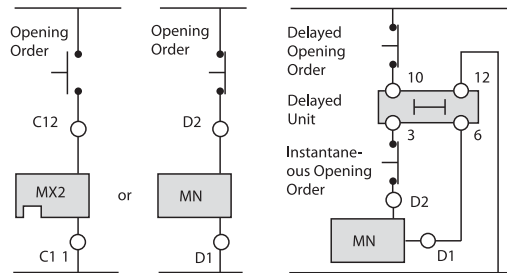 Opening
Order
C12
MX2
C1 1
or
Opening
Order
D2
MN
D1
Delayed
Opening
Order
10
12
Delayed
Unit
3
6
Instantane-
ous Opening
Order
D2
MN
D1